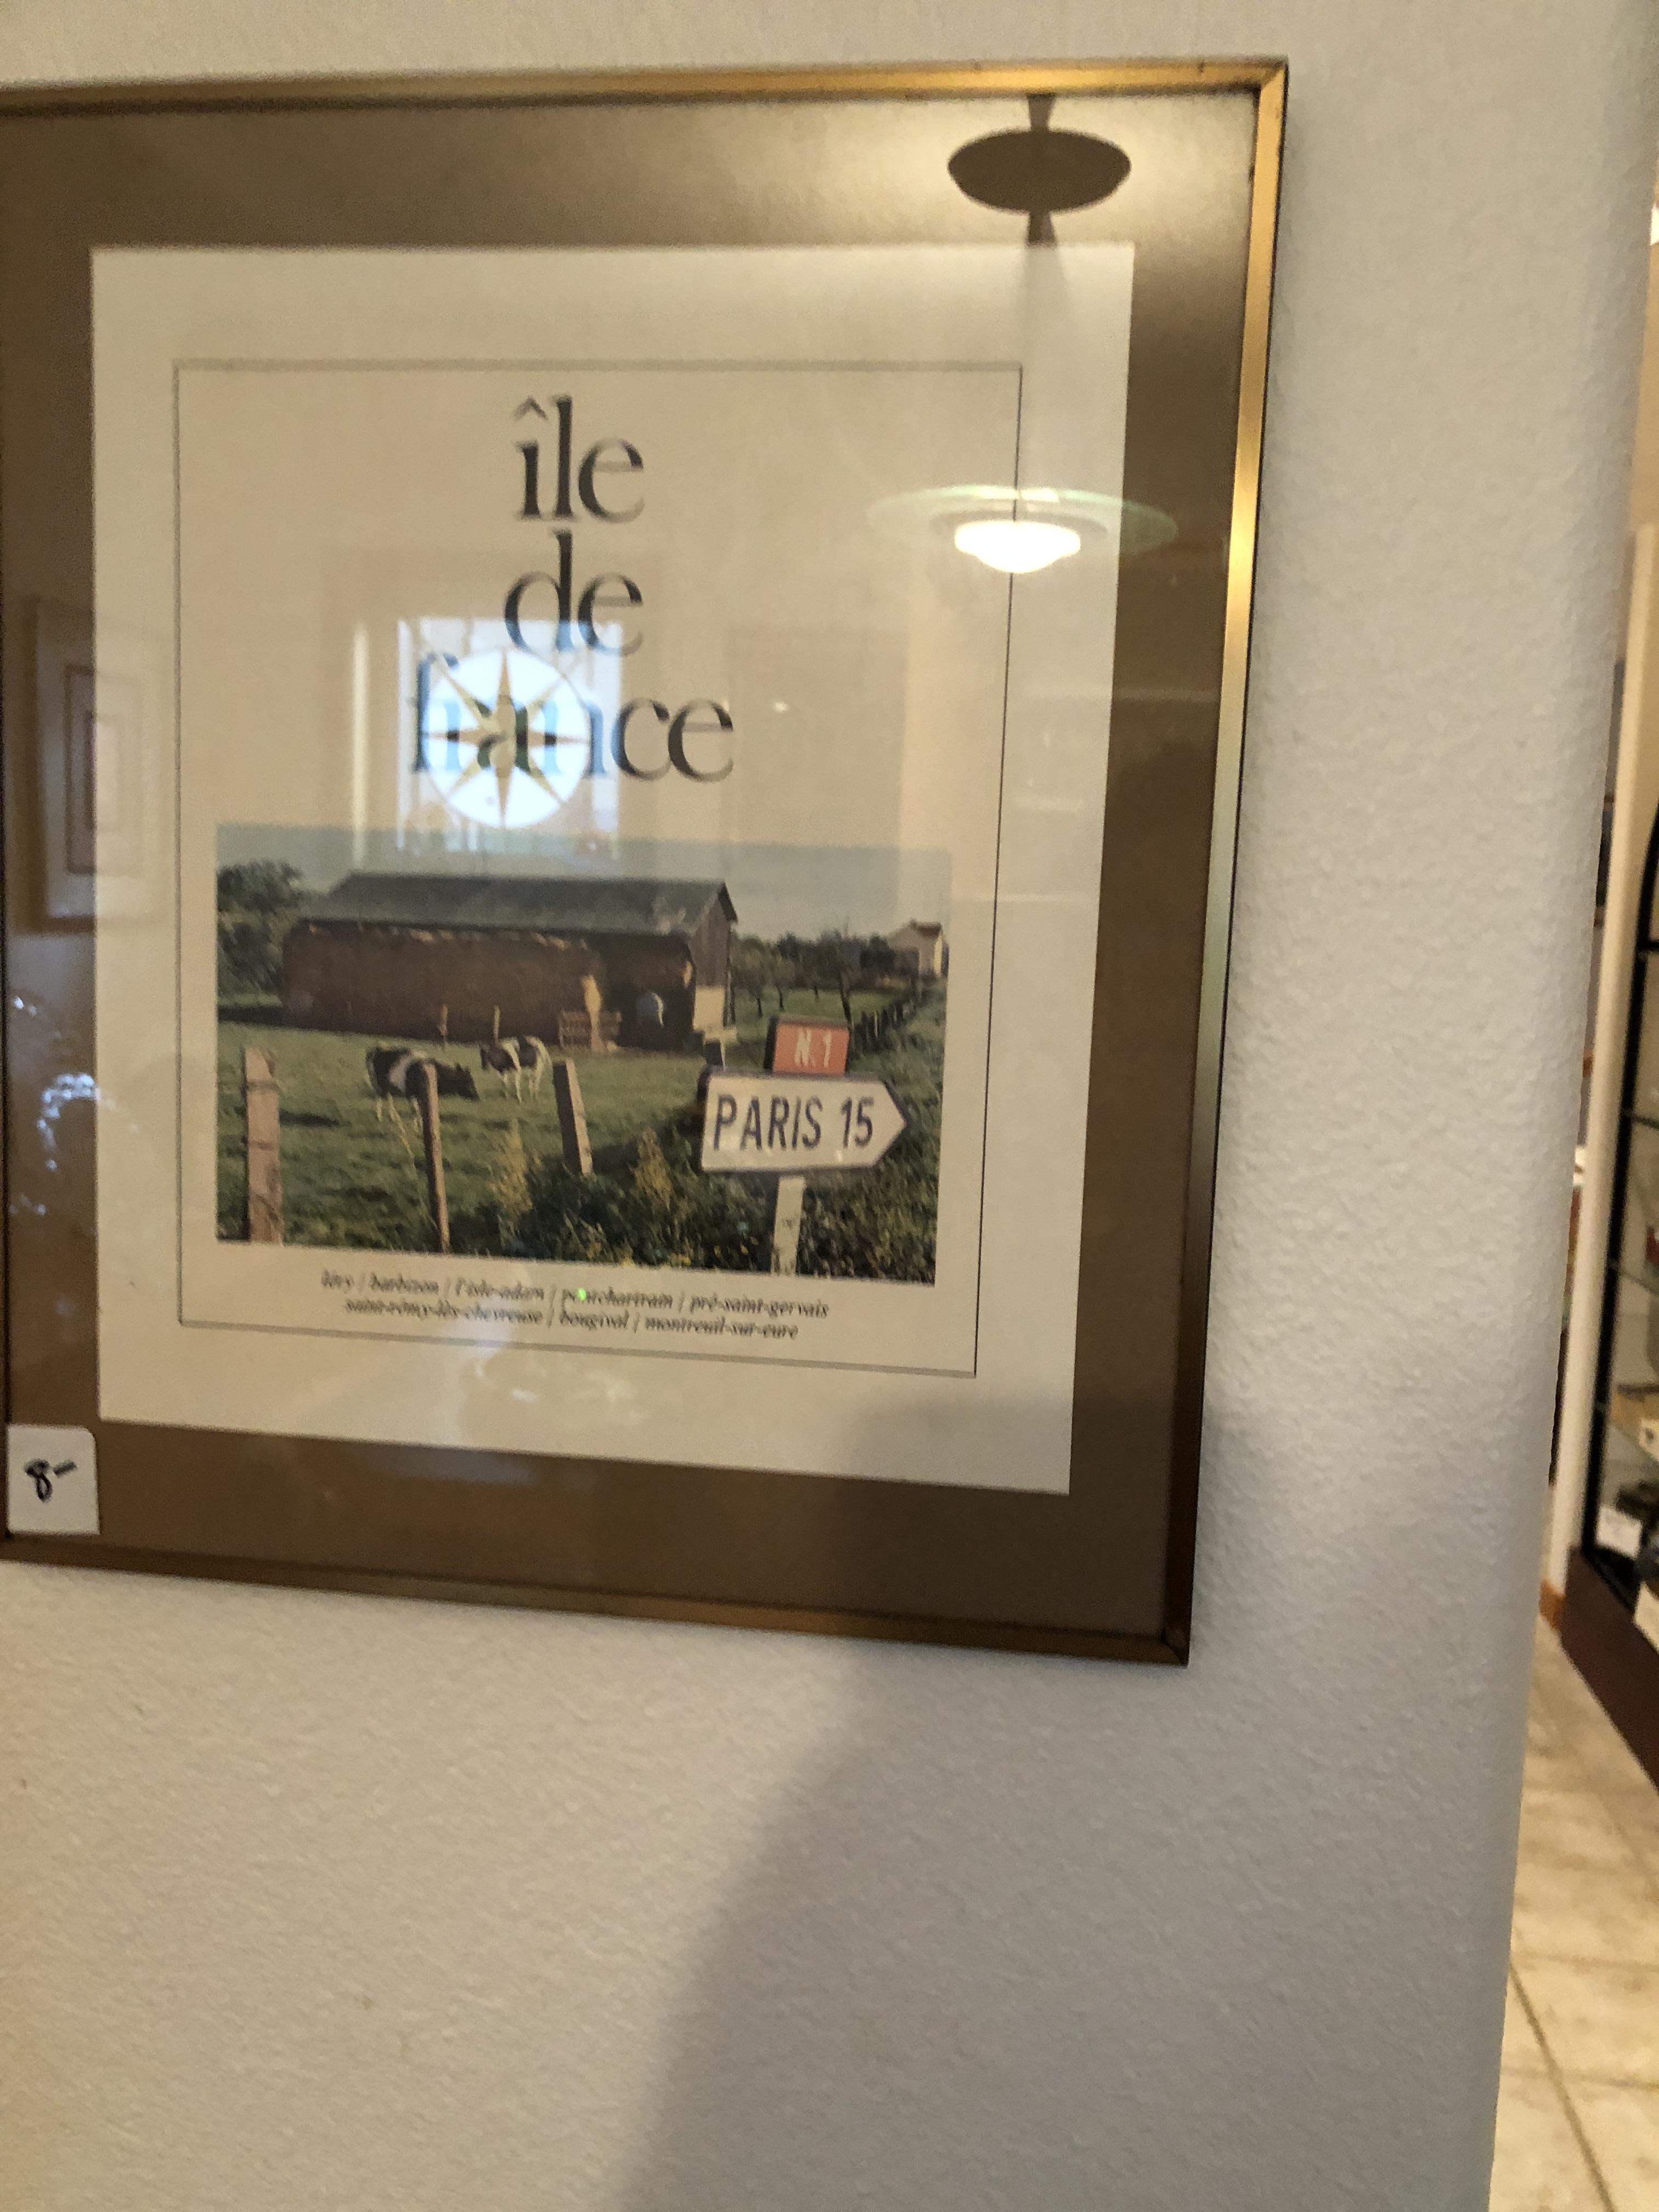 île
de
france
N.1
PARIS 15
lévy | barbizon | l'isle-adam | pontchartrain | pré-saint-gervais
saint-rémy-lès-chevreuse | bougival | montreuil-sur-eure
8-